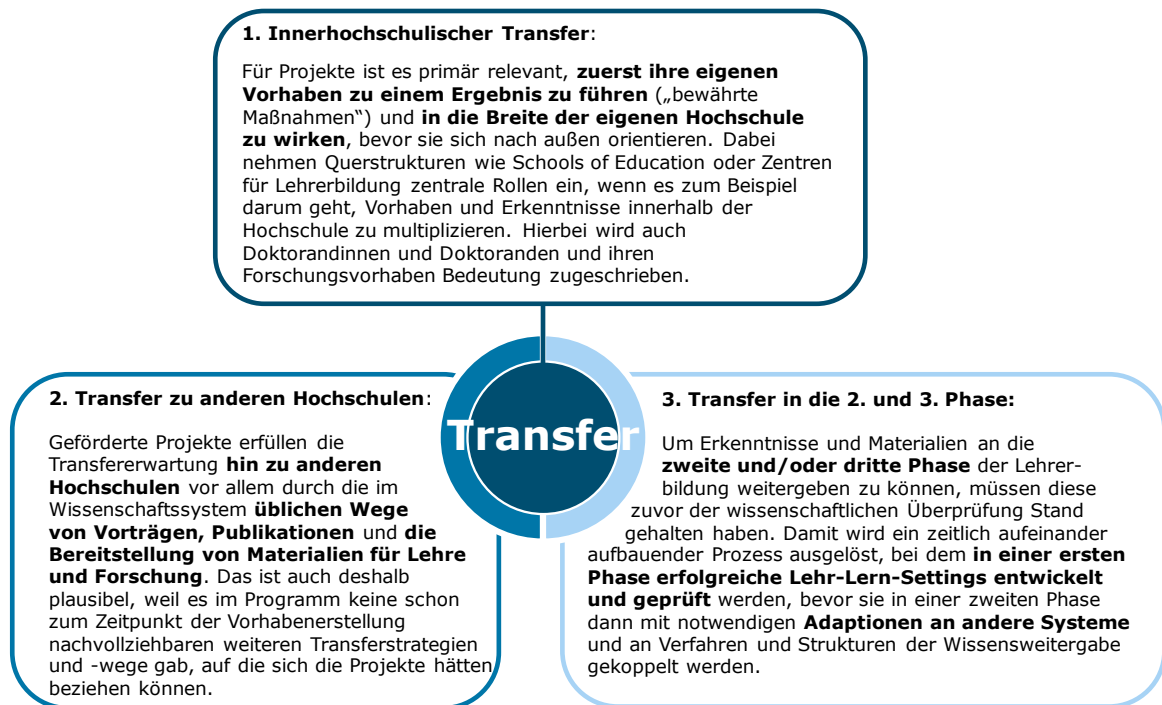 1. Innerhochschulischer Transfer:
Für Projekte ist es primär relevant, zuerst ihre eigenen
Vorhaben zu einem Ergebnis zu führen („bewährte
Maßnahmen“) und in die Breite der eigenen Hochschule
zu wirken, bevor sie sich nach außen orientieren. Dabei
nehmen Querstrukturen wie Schools of Education oder Zentren
für Lehrerbildung zentrale Rollen ein, wenn es zum Beispiel
darum geht, Vorhaben und Erkenntnisse innerhalb der
Hochschule zu multiplizieren. Hierbei wird auch
Doktorandinnen und Doktoranden und ihren
Forschungsvorhaben Bedeutung zugeschrieben.
Transfer
2. Transfer zu anderen Hochschulen:
Geförderte Projekte erfüllen die
Transfererwartung hin zu anderen
Hochschulen vor allem durch die im
Wissenschaftssystem üblichen Wege
von Vorträgen, Publikationen und die
Bereitstellung von Materialien für Lehre
und Forschung. Das ist auch deshalb
plausibel, weil es im Programm keine schon
zum Zeitpunkt der Vorhabenerstellung
nachvollziehbaren weiteren Transferstrategien
und -wege gab, auf die sich die Projekte hätten
beziehen können.
3. Transfer in die 2. und 3. Phase:
Um Erkenntnisse und Materialien an die
zweite und/oder dritte Phase der Lehrer-
bildung weitergeben zu können, müssen diese
zuvor der wissenschaftlichen Überprüfung Stand
gehalten haben. Damit wird ein zeitlich aufeinander
aufbauender Prozess ausgelöst, bei dem in einer ersten
Phase erfolgreiche Lehr-Lern-Settings entwickelt
und geprüft werden, bevor sie in einer zweiten Phase
dann mit notwendigen Adaptionen an andere Systeme
und an Verfahren und Strukturen der Wissensweitergabe
gekoppelt werden.